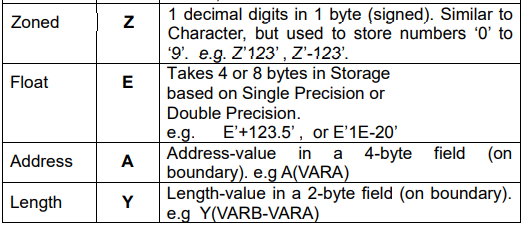 Zoned Z 1 decimal digits in 1 byte (signed). Similar to
Character, but used to store numbers ‘0’ to
‘9’. e.g. Z’123’ , Z’-123’.
Float E Takes 4 or 8 bytes in Storage
based on Single Precision or
Double Precision.
e.g. E’+123.5’ , or E’1E-20’
Address A Address-value in a 4-byte field (on
boundary). e.g A(VARA)
Length Y Length-value in a 2-byte field (on boundary).
e.g Y(VARB-VARA)